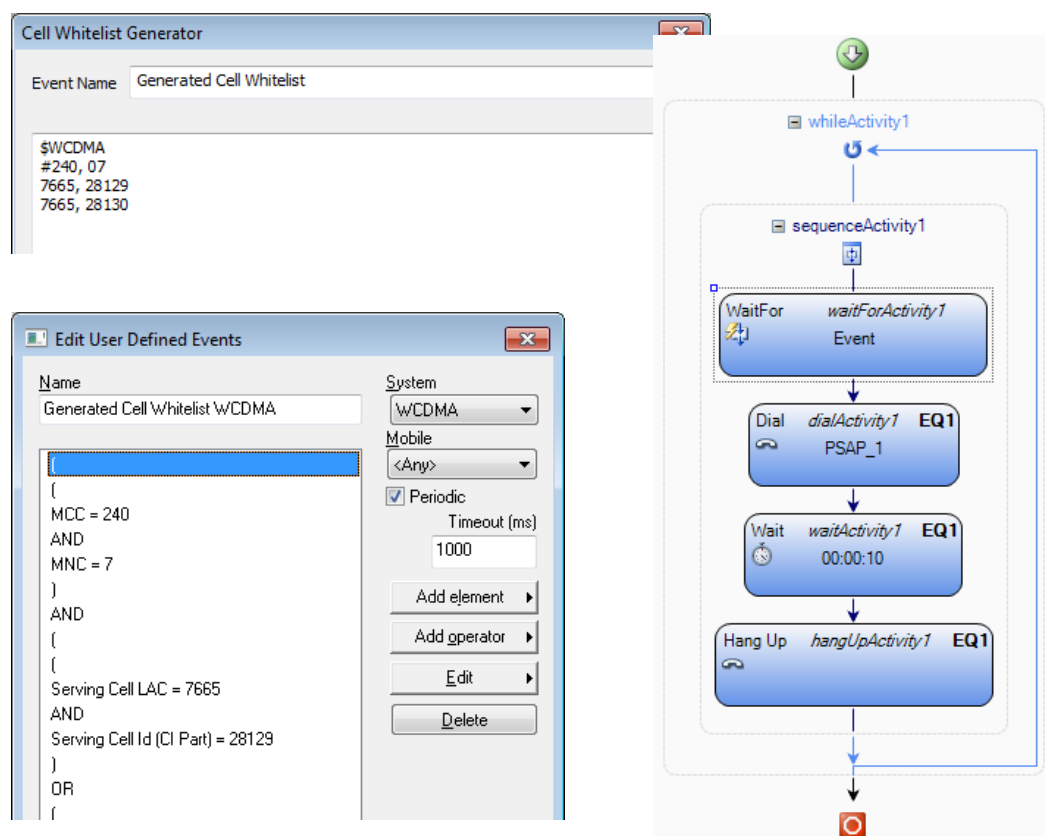 Cell Whitelist Generator
Event Name Generated Cell Whitelist
$WCDMA
#240, 07
7665, 28129
7665, 28130
Edit User Defined Events
Name
Generated Cell Whitelist WCDMA
(
(
MCC = 240
AND
MNC = 7
)
AND
(
(
Serving Cell LAC = 7665
AND
Serving Cell Id (CI Part) = 28129
)
OR
(
System
WCDMA
Mobile
<Any>
Periodic
Timeout (ms)
1000
Add element
Add operator
Edit
Delete
whileActivity1
sequenceActivity1
WaitFor waitForActivity1
Event
Dial dialActivity1 EQ1
PSAP_1
Wait waitActivity1 EQ1
00:00:10
Hang Up hangUpActivity1 EQ1